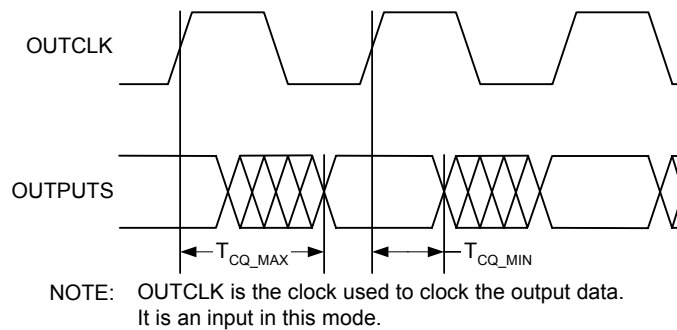 OUTCLK
OUTPUTS
T_CQ_MAX T_CQ_MIN
NOTE: OUTCLK is the clock used to clock the output data.
It is an input in this mode.